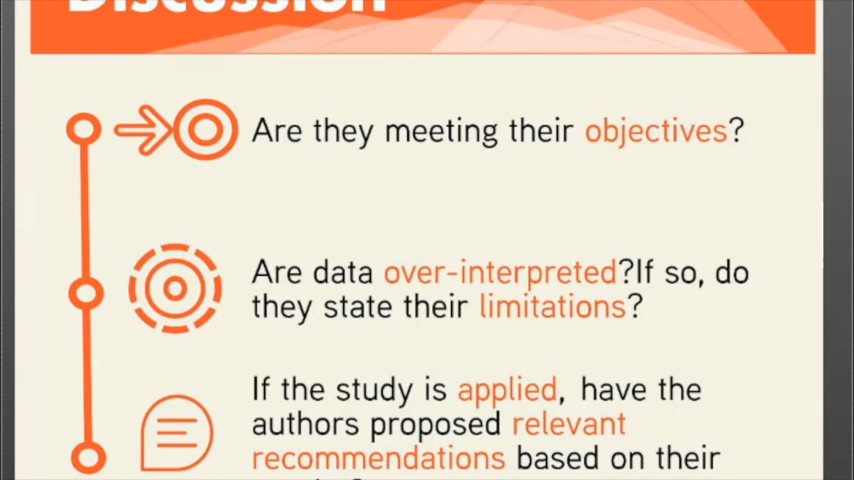 Discussion
Are they meeting their objectives?
Are data over-interpreted?If so, do
they state their limitations?
If the study is applied, have the
authors proposed relevant
recommendations based on their